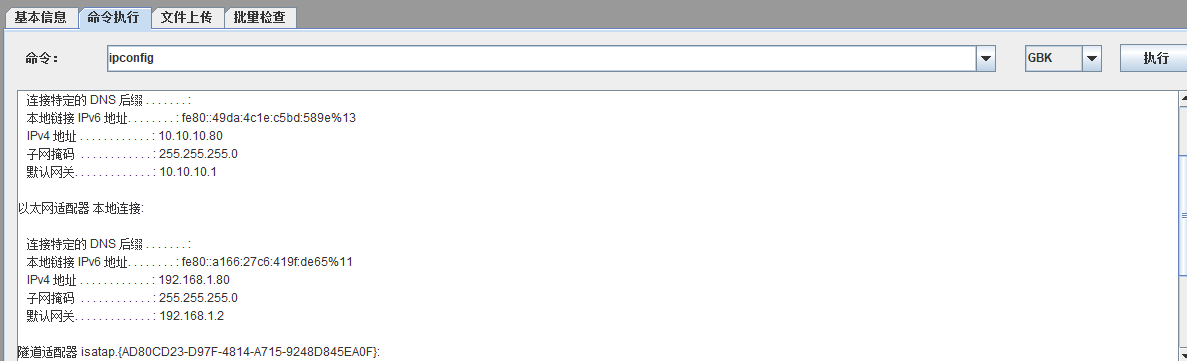 基本信息 命令执行 文件上传 批量检查
命令： ipconfig GBK 执行
连接特定的 DNS 后缀 . . . . . . . :
本地链接 IPv6 地址. . . . . . . . : fe80::49da:4c1e:c5bd:589e%13
IPv4 地址 . . . . . . . . . . . . : 10.10.10.80
子网掩码 . . . . . . . . . . . . : 255.255.255.0
默认网关. . . . . . . . . . . . . : 10.10.10.1
以太网适配器 本地连接:
连接特定的 DNS 后缀 . . . . . . . :
本地链接 IPv6 地址. . . . . . . . : fe80::a166:27c6:419f:de65%11
IPv4 地址 . . . . . . . . . . . . : 192.168.1.80
子网掩码 . . . . . . . . . . . . : 255.255.255.0
默认网关. . . . . . . . . . . . . : 192.168.1.2
隧道适配器 isatap.{AD80CD23-D97F-4814-A715-9248D845EA0F}: